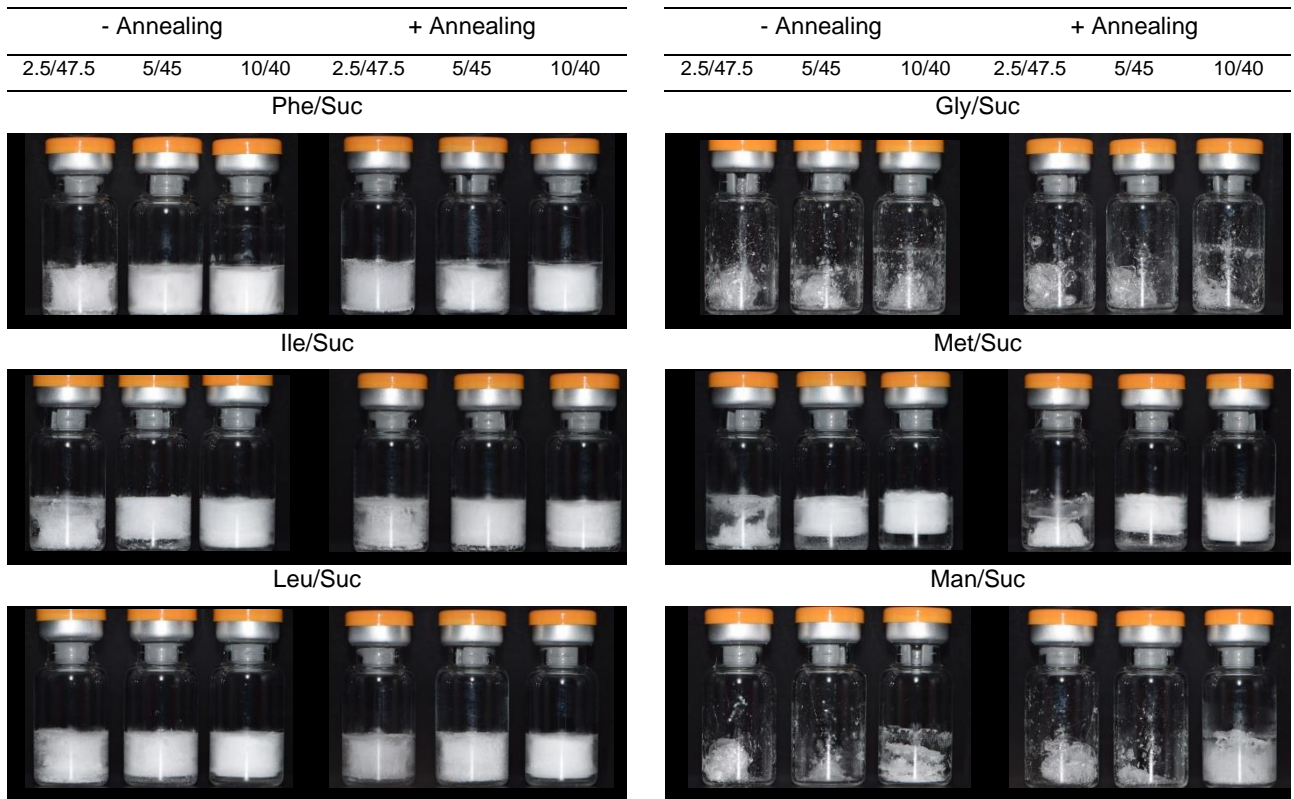 - Annealing + Annealing
2.5/47.5 5/45 10/40 2.5/47.5 5/45 10/40
Phe/Suc
Ile/Suc
Leu/Suc
- Annealing + Annealing
2.5/47.5 5/45 10/40 2.5/47.5 5/45 10/40
Gly/Suc
Met/Suc
Man/Suc